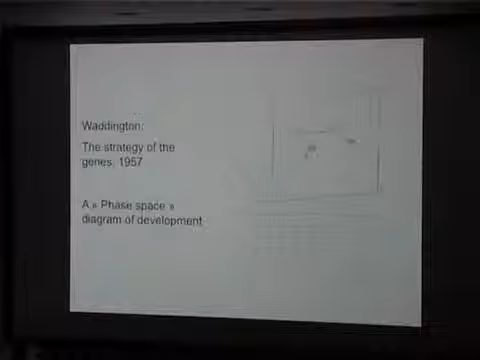 Waddington:
The strategy of the
genes, 1957
A « Phase space »
diagram of development